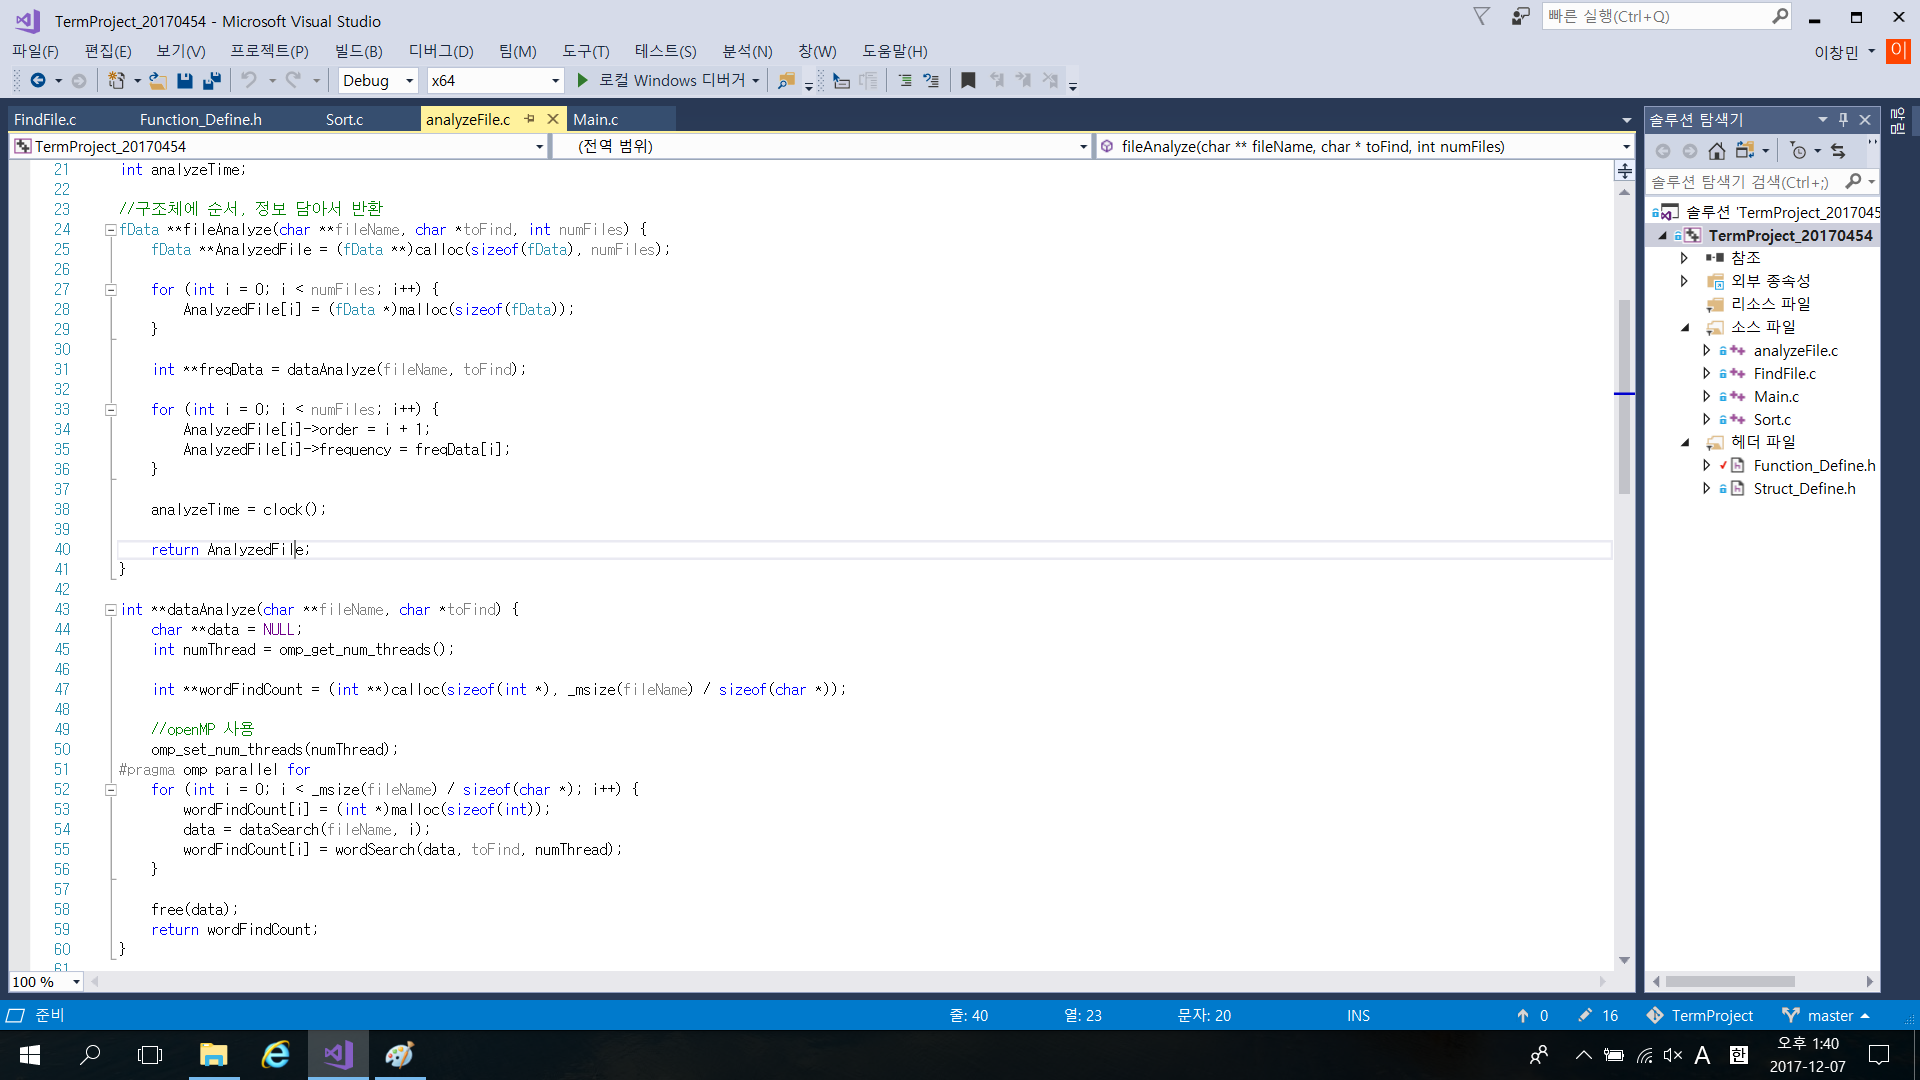 TermProject_20170454 - Microsoft Visual Studio
빠른 실행(Ctrl+Q)
파일(F) 편집(E) 보기(V) 프로젝트(P) 빌드(B) 디버그(D) 팀(M) 도구(T) 테스트(S) 분석(N) 창(W) 도움말(H)
이창민 이
Debug x64 로컬 Windows 디버거
FindFile.c Function_Define.h Sort.c analyzeFile.c Main.c
TermProject_20170454 (전역 범위) fileAnalyze(char ** fileName, char * toFind, int numFiles)
21 int analyzeTime;
22
23 //구조체에 순서, 정보 담아서 반환
24 fData **fileAnalyze(char **fileName, char *toFind, int numFiles) {
25 fData **AnalyzedFile = (fData **)calloc(sizeof(fData), numFiles);
26
27 for (int i = 0; i < numFiles; i++) {
28 AnalyzedFile[i] = (fData *)malloc(sizeof(fData));
29 }
30
31 int **freqData = dataAnalyze(fileName, toFind);
32
33 for (int i = 0; i < numFiles; i++) {
34 AnalyzedFile[i]->order = i + 1;
35 AnalyzedFile[i]->frequency = freqData[i];
36 }
37
38 analyzeTime = clock();
39
40 return AnalyzedFile;
41 }
42
43 int **dataAnalyze(char **fileName, char *toFind) {
44 char **data = NULL;
45 int numThread = omp_get_num_threads();
46
47 int **wordFindCount = (int **)calloc(sizeof(int *), _msize(fileName) / sizeof(char *));
48
49 //openMP 사용
50 omp_set_num_threads(numThread);
51 #pragma omp parallel for
52 for (int i = 0; i < _msize(fileName) / sizeof(char *); i++) {
53 wordFindCount[i] = (int *)malloc(sizeof(int));
54 data = dataSearch(fileName, i);
55 wordFindCount[i] = wordSearch(data, toFind, numThread);
56 }
57
58 free(data);
59 return wordFindCount;
60 }
61
100 %
솔루션 탐색기
알림
솔루션 탐색기 검색(Ctrl+;)
솔루션 'TermProject_2017045
TermProject_20170454
참조
외부 종속성
리소스 파일
소스 파일
analyzeFile.c
FindFile.c
Main.c
Sort.c
헤더 파일
Function_Define.h
Struct_Define.h
준비 줄: 40 열: 23 문자: 20 INS 0 16 TermProject master
A 한 오후 1:40
2017-12-07